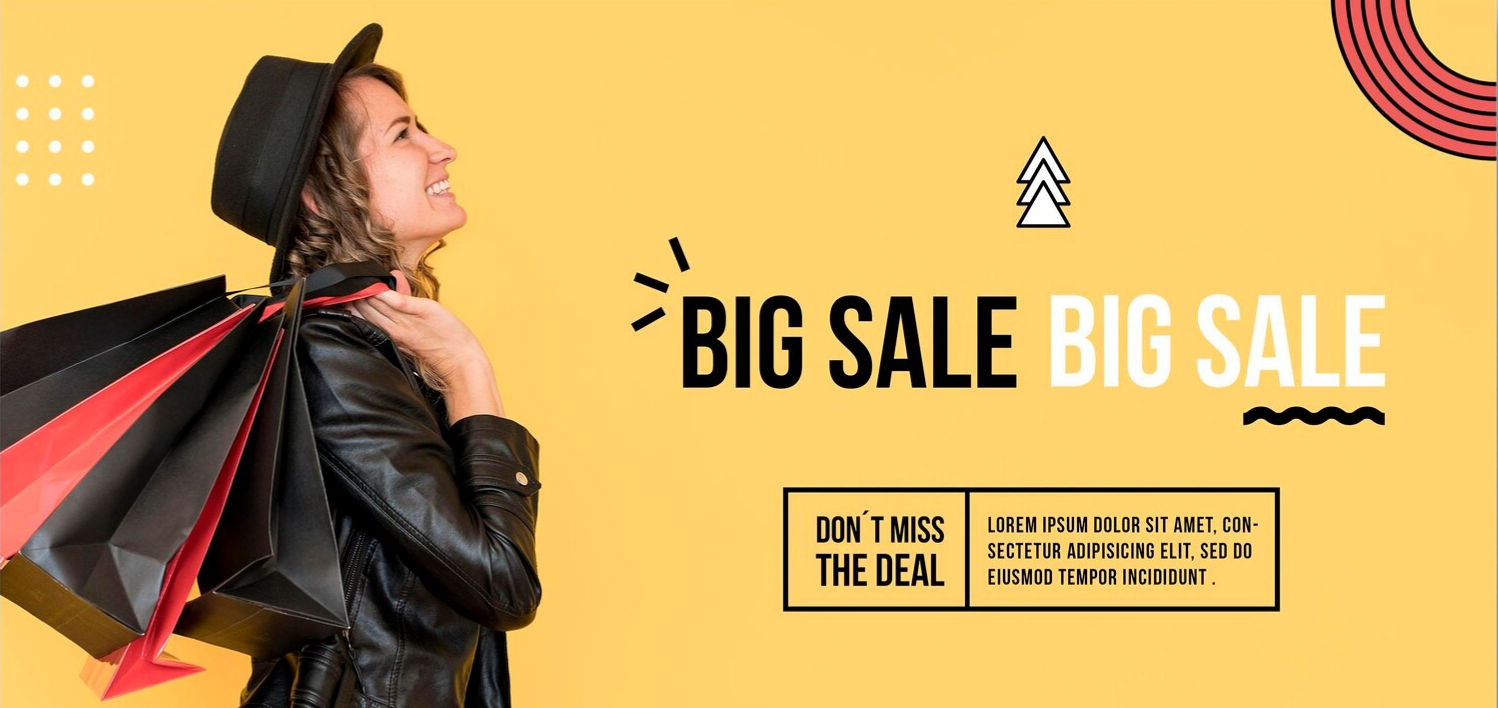 BIG SALE BIG SALE
DON´T MISS
THE DEAL
LOREM IPSUM DOLOR SIT AMET, CON-
SECTETUR ADIPISICING ELIT, SED DO
EIUSMOD TEMPOR INCIDIDUNT .